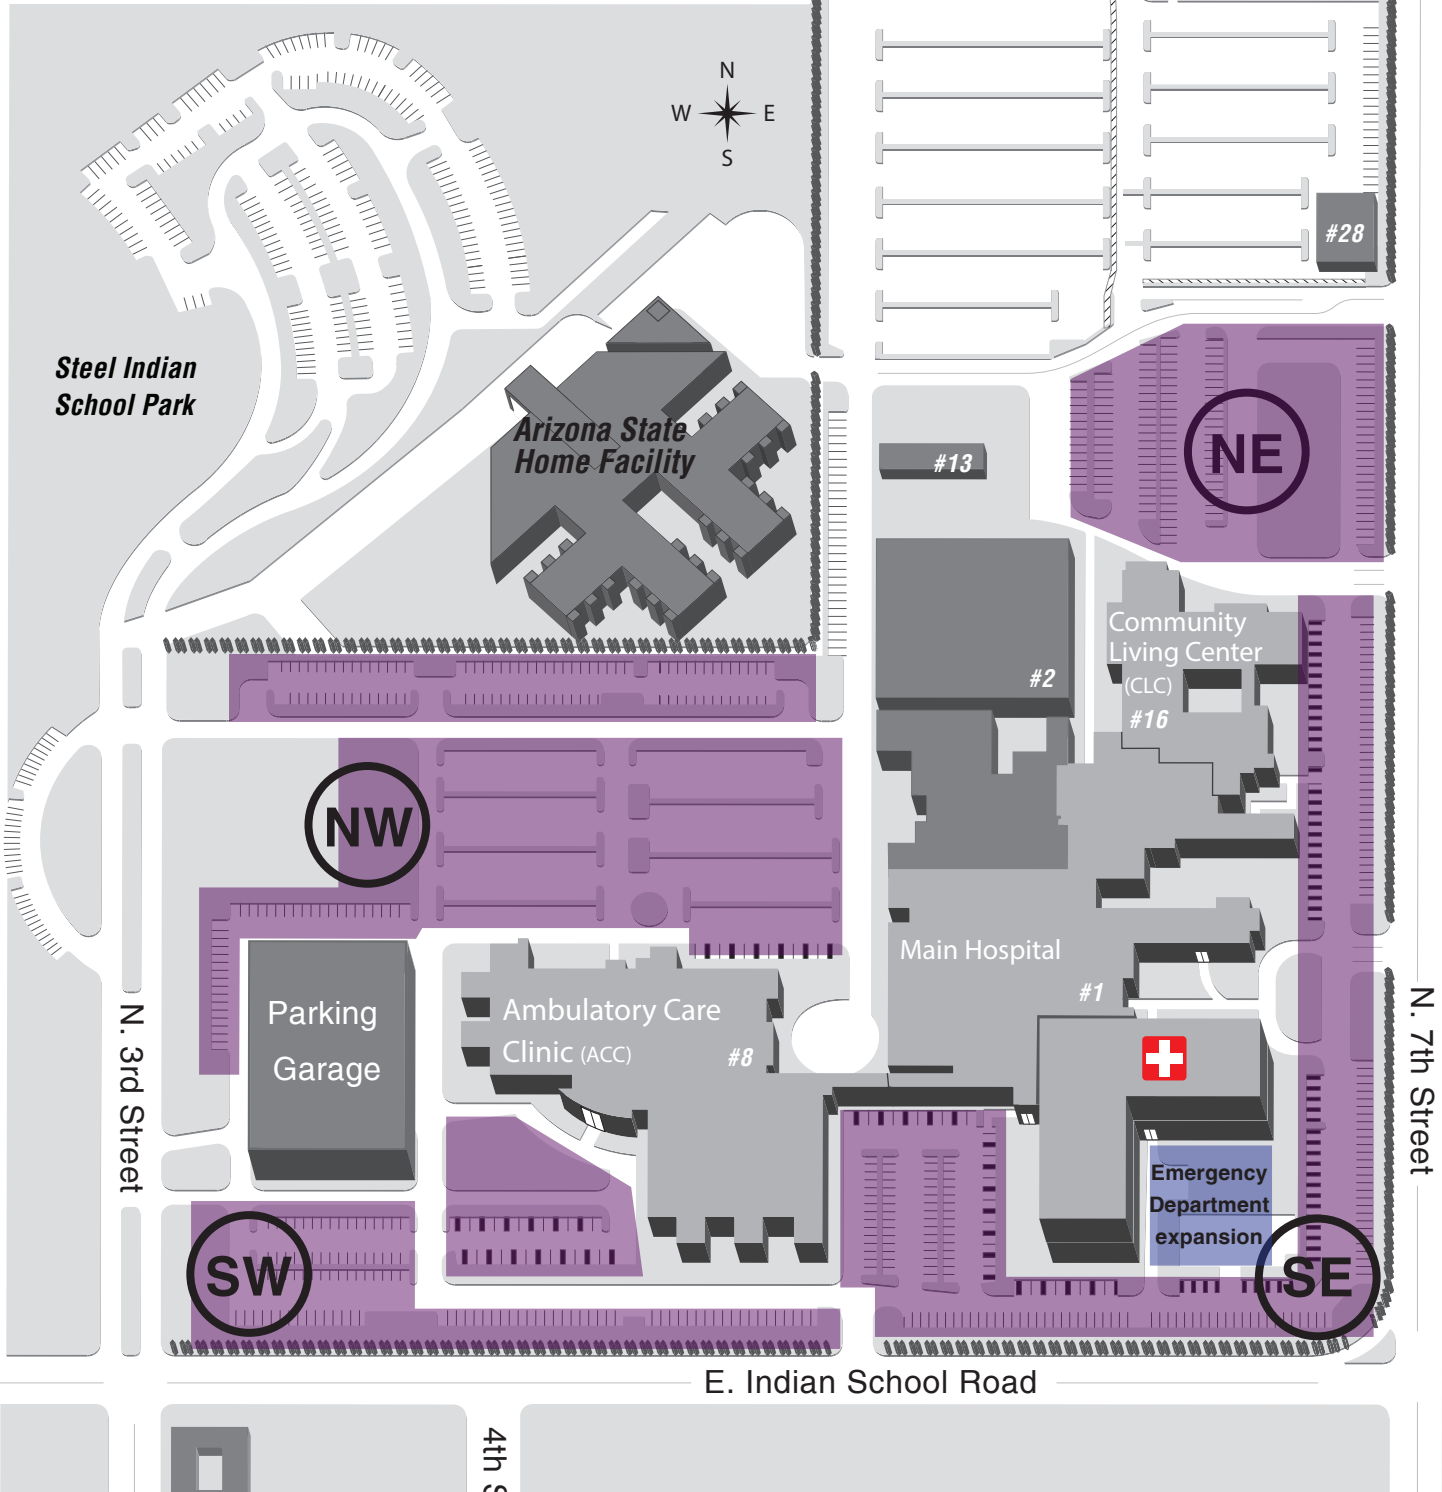 N
W E
S
#28
Steel Indian
School Park
Arizona State
Home Facility
NE
#13
Community
Living Center
(CLC)
#16
#2
NW
Main Hospital
#1
Parking
Garage
Ambulatory Care
Clinic (ACC)
#8
N. 3rd Street
N. 7th Street
Emergency
Department
expansion
SW
SE
E. Indian School Road
4th